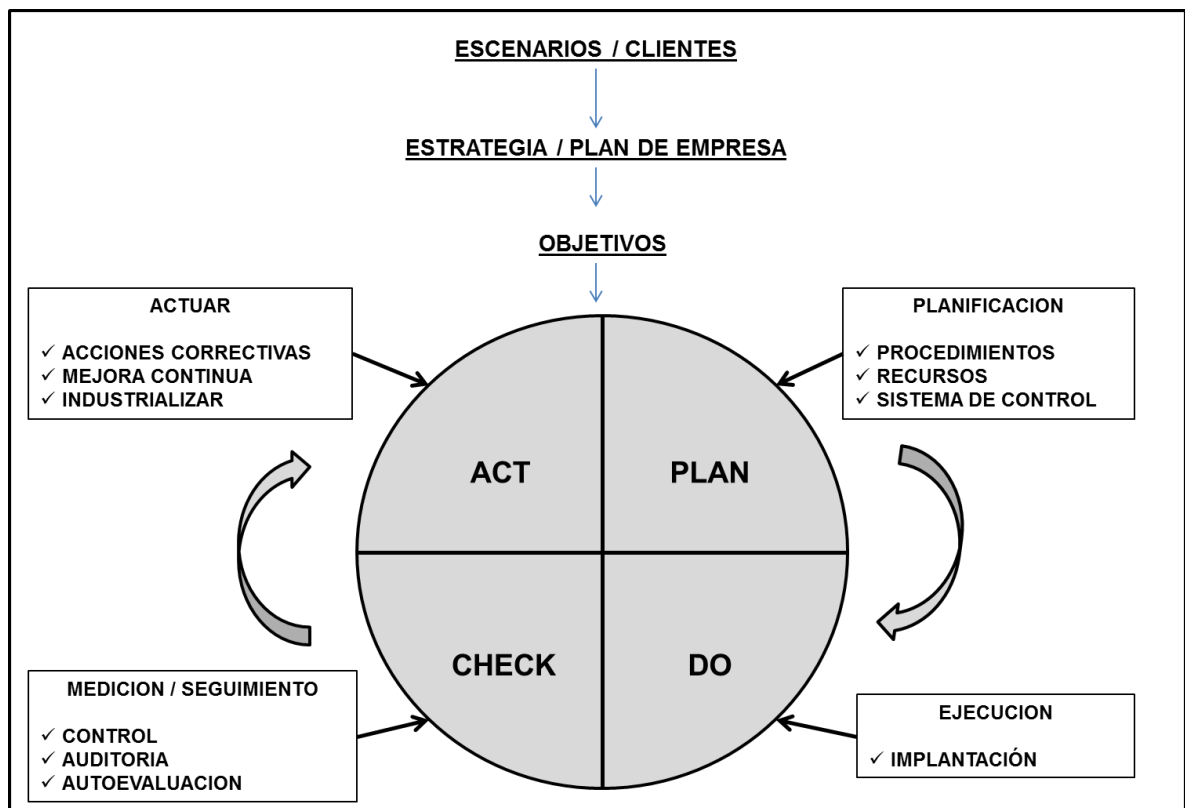 ESCENARIOS / CLIENTES
ESTRATEGIA / PLAN DE EMPRESA
OBJETIVOS
ACTUAR
✓ ACCIONES CORRECTIVAS
✓ MEJORA CONTINUA
✓ INDUSTRIALIZAR
PLANIFICACION
✓ PROCEDIMIENTOS
✓ RECURSOS
✓ SISTEMA DE CONTROL
ACT
PLAN
CHECK
DO
MEDICION / SEGUIMIENTO
✓ CONTROL
✓ AUDITORIA
✓ AUTOEVALUACION
EJECUCION
✓ IMPLANTACIÓN